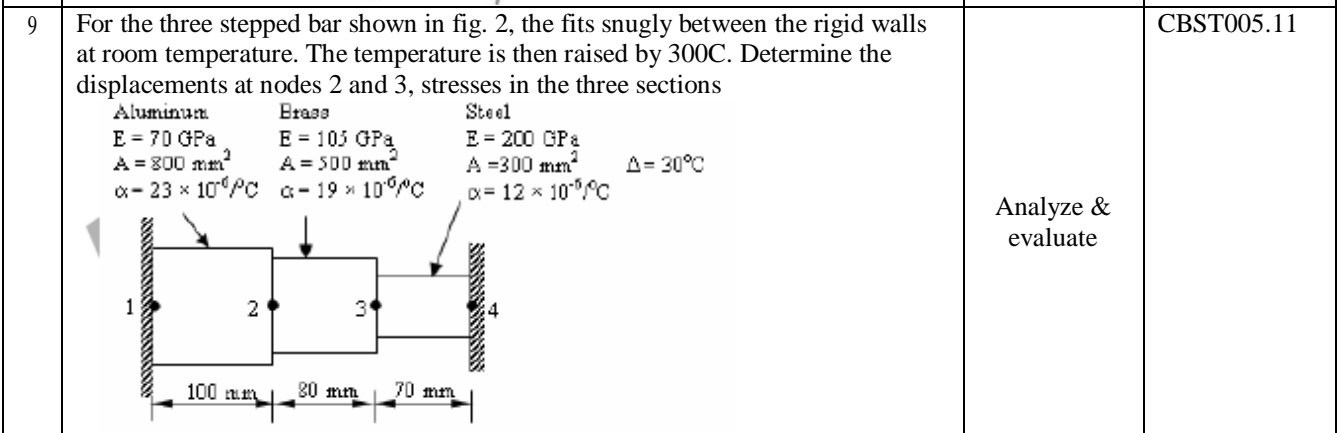 9 For the three stepped bar shown in fig. 2, the fits snugly between the rigid walls CBST005.11
at room temperature. The temperature is then raised by 300C. Determine the
displacements at nodes 2 and 3, stresses in the three sections
Aluminum Brass Steel
E = 70 GPa E = 105 GPa E = 200 GPa
A = 800 mm² A = 500 mm² A =300 mm² Δ= 30°C
α = 23 × 10⁻⁶/°C α = 19 × 10⁻⁶/°C α = 12 × 10⁻⁶/°C
Analyze &
evaluate
1 2 3 4
100 mm 80 mm 70 mm